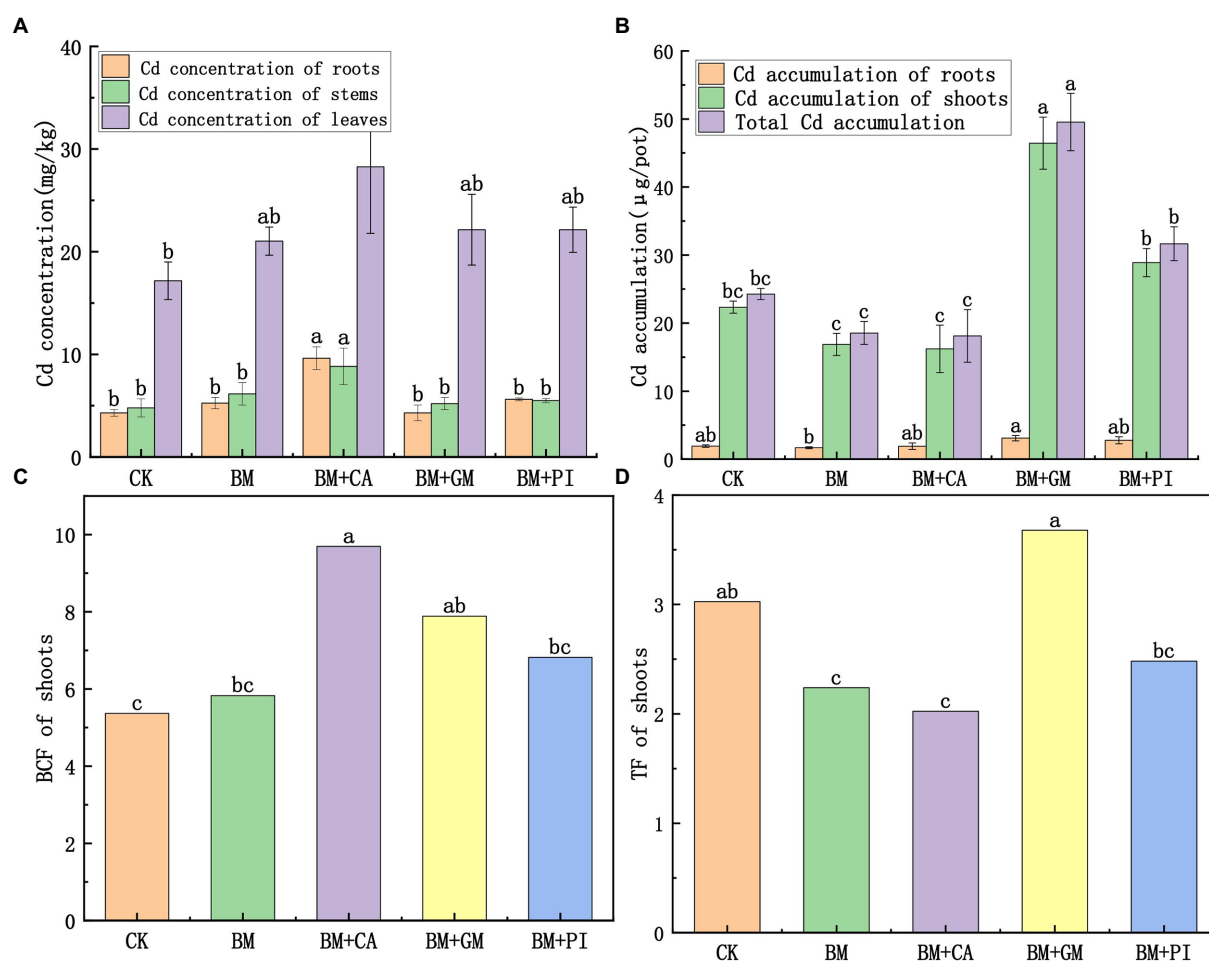 A
Cd concentration(mg/kg)
40
30
20
10
0
Cd concentration of roots
Cd concentration of stems
Cd concentration of leaves
b b b
b b ab
a a
b b ab
b b ab
CK BM BM+CA BM+GM BM+PI
B
Cd accumulation(μg/pot)
60
50
40
30
20
10
0
Cd accumulation of roots
Cd accumulation of shoots
Total Cd accumulation
ab bc bc
b c c
ab c c
a a a
ab b b
CK BM BM+CA BM+GM BM+PI
C
BCF of shoots
10
8
6
4
2
0
c bc a ab bc
CK BM BM+CA BM+GM BM+PI
D
TF of shoots
4
3
2
1
0
ab c c a bc
CK BM BM+CA BM+GM BM+PI